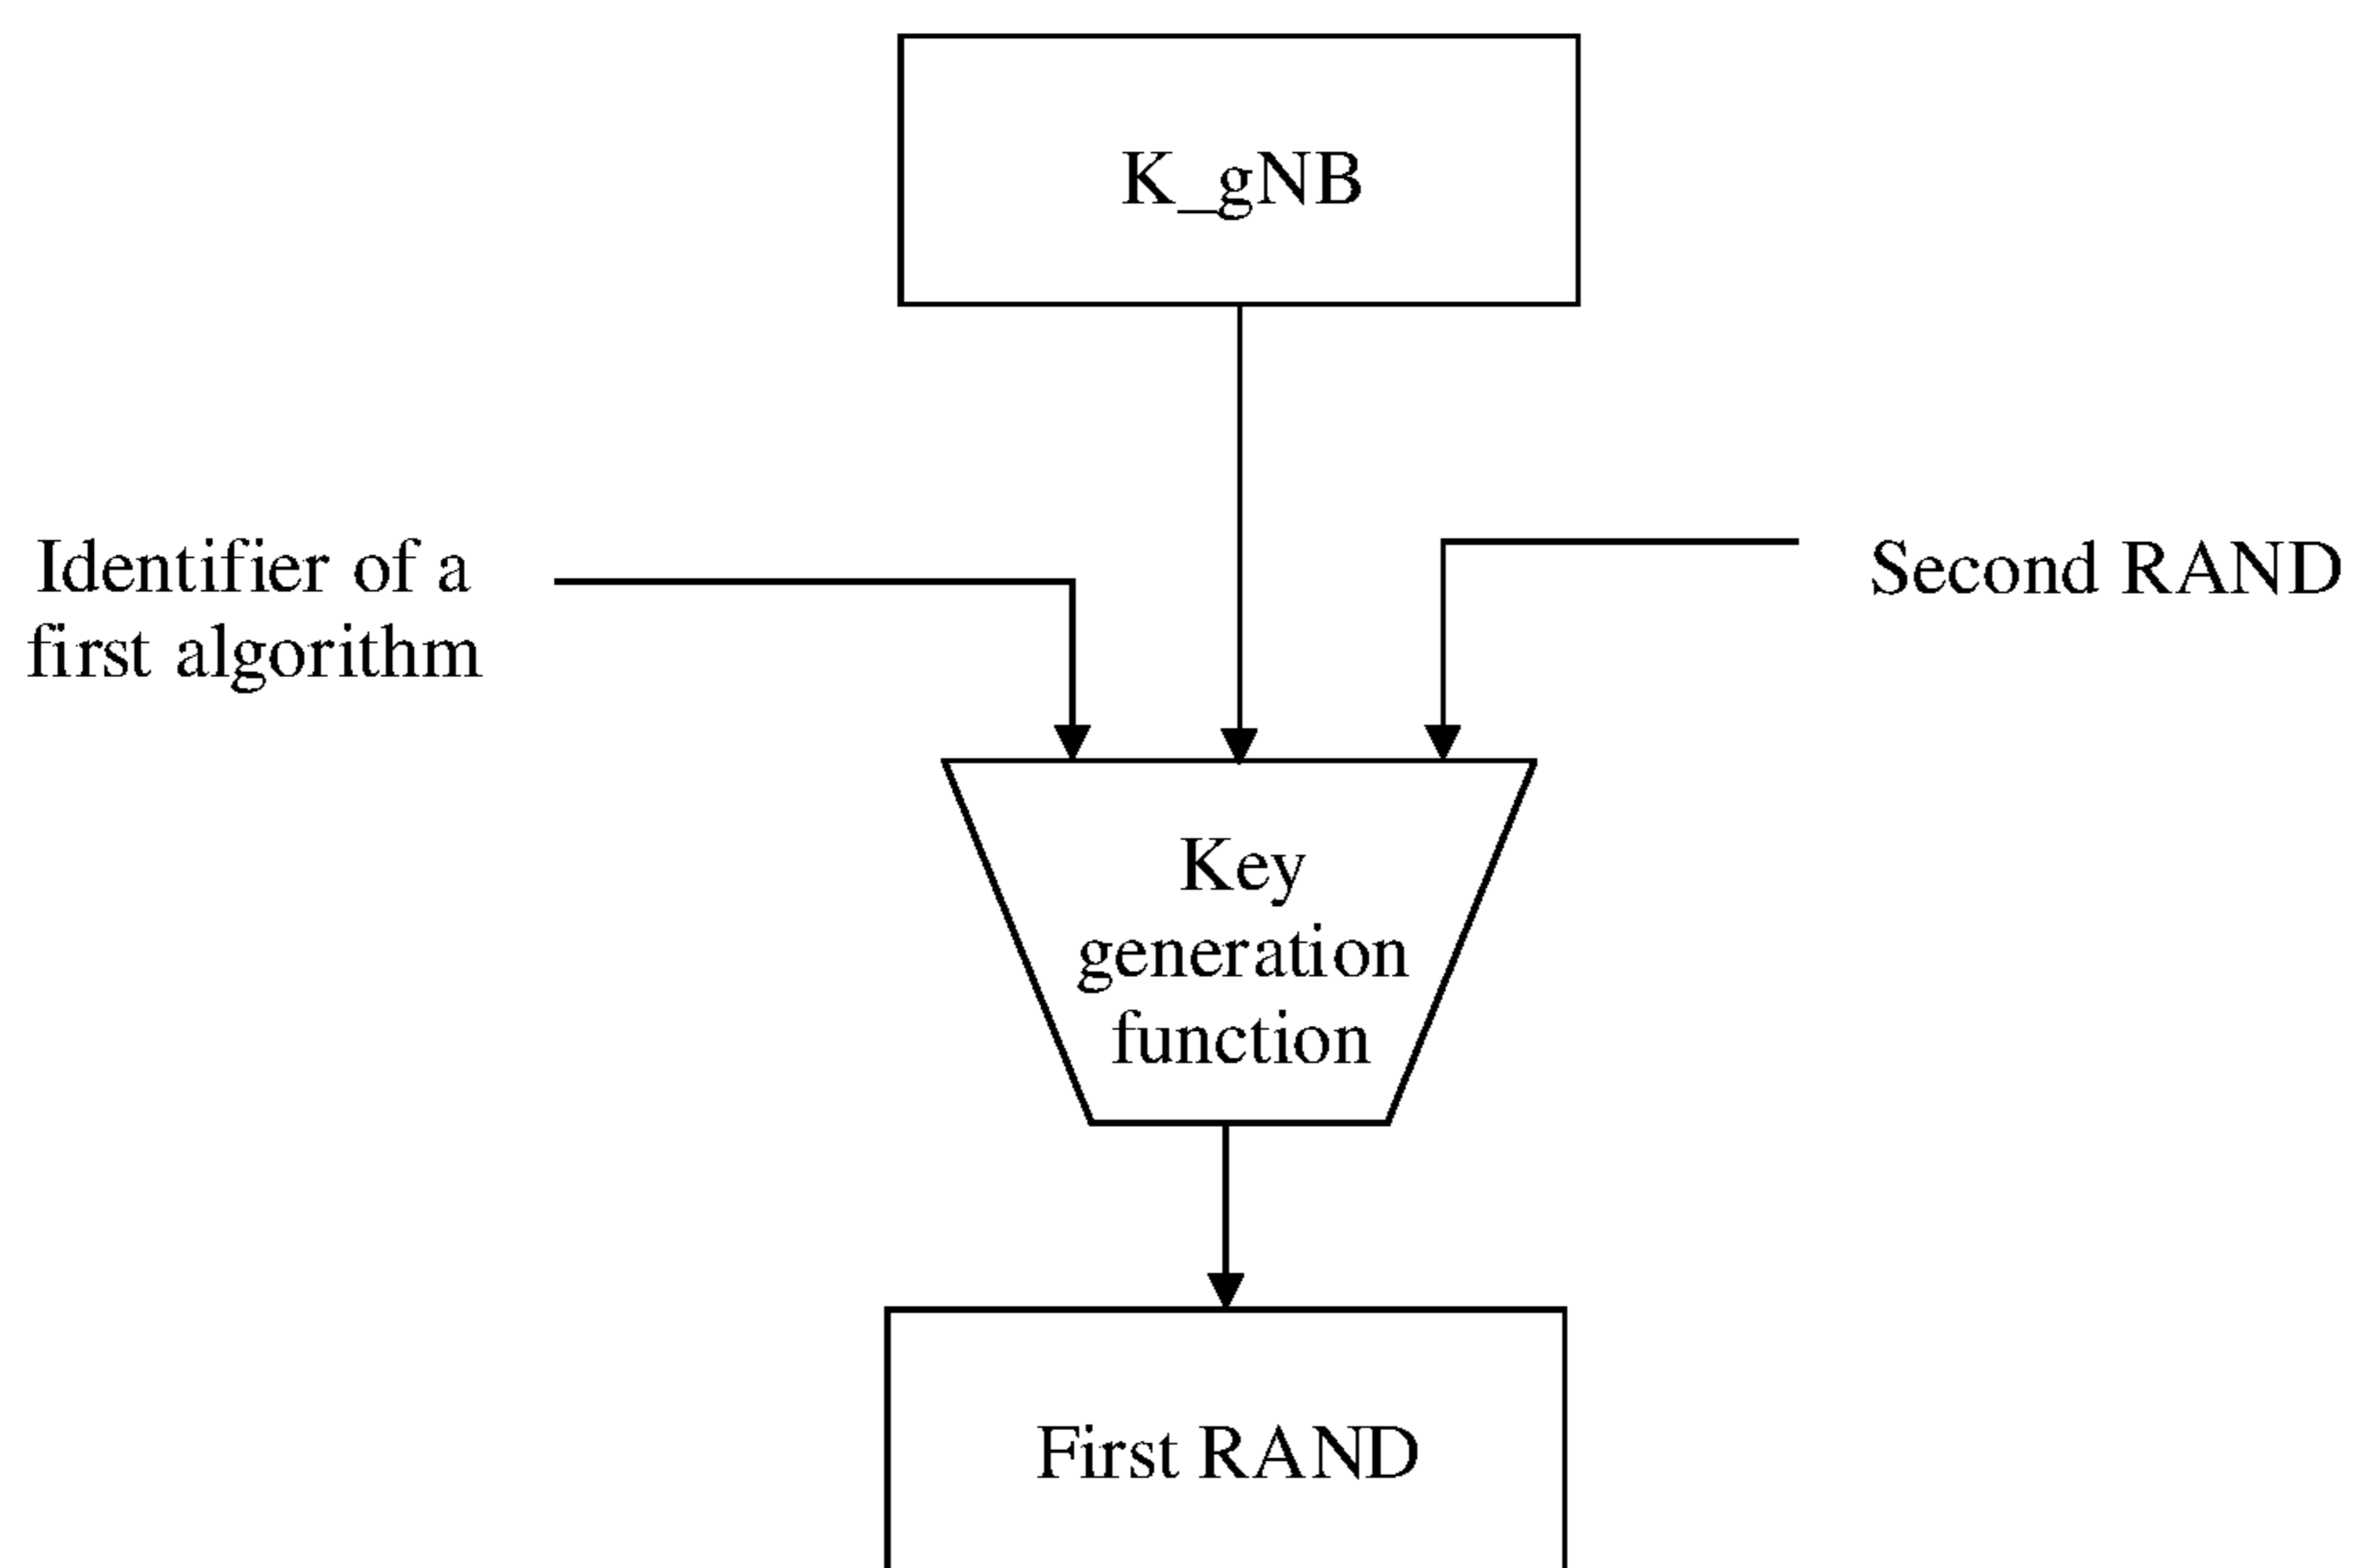 K_gNB
Identifier of a
first algorithm
Second RAND
Key
generation
function
First RAND